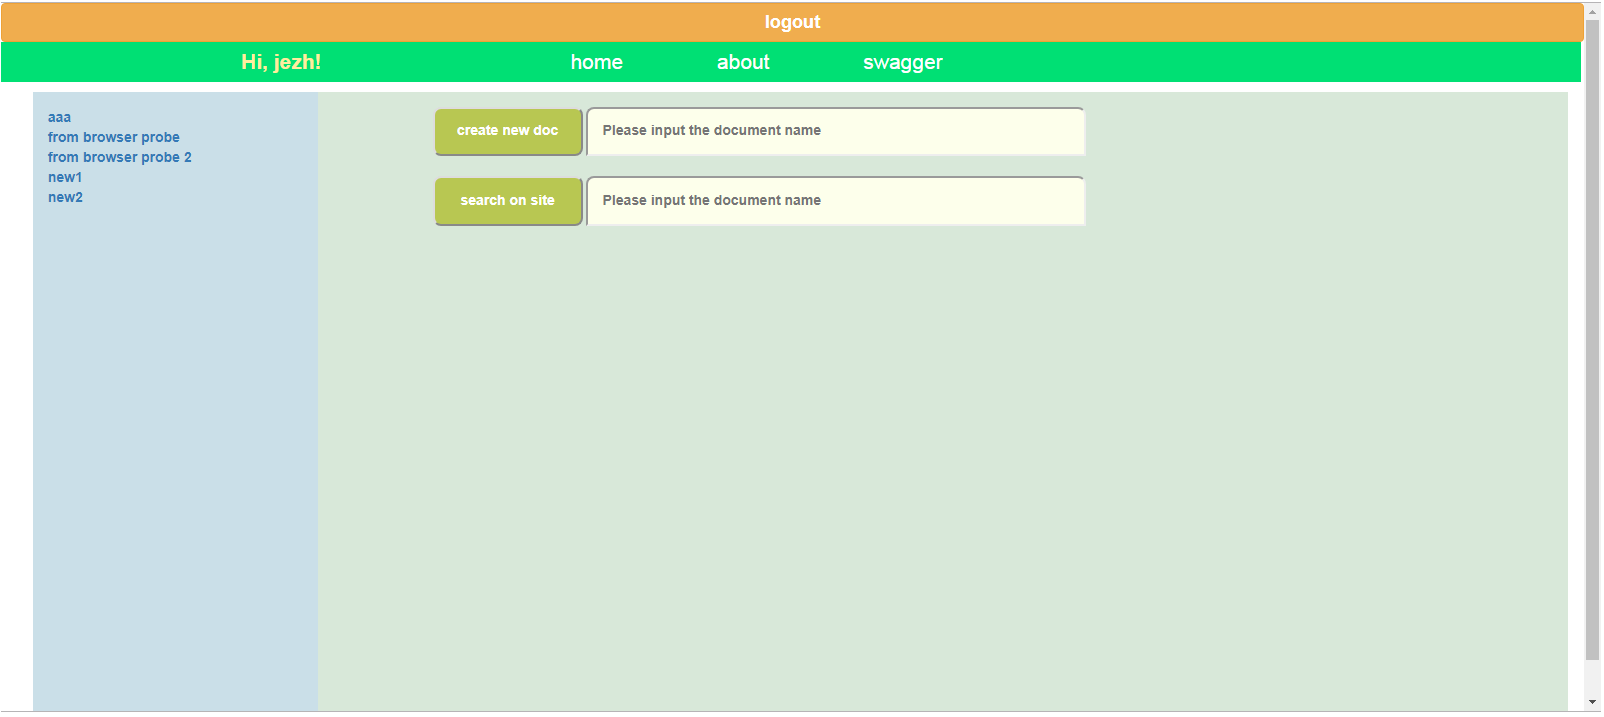 logout
Hi, jezh! home about swagger
aaa
from browser probe
from browser probe 2
new1
new2
create new doc Please input the document name
search on site Please input the document name